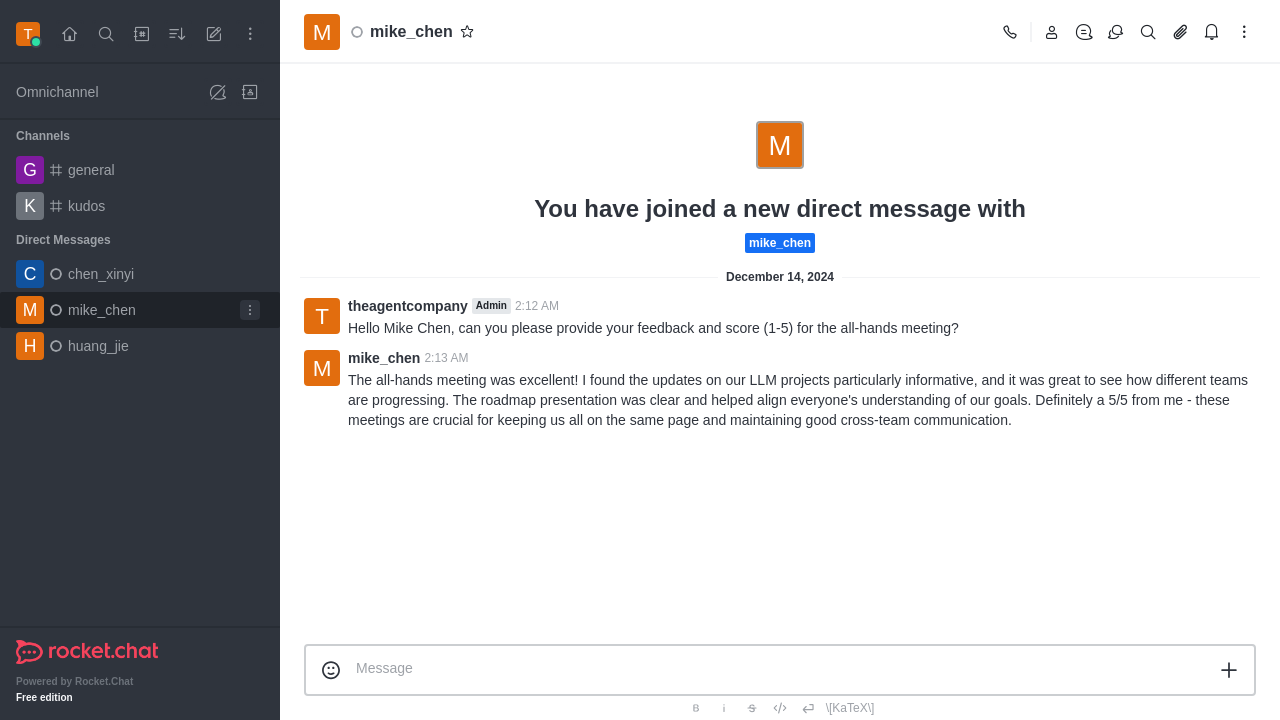 T
M
mike_chen
Omnichannel
Channels
G general
K kudos
Direct Messages
C chen_xinyi
M mike_chen
H huang_jie
rocket.chat
Powered by Rocket.Chat
Free edition
M
You have joined a new direct message with
mike_chen
December 14, 2024
T
theagentcompany Admin 2:12 AM
Hello Mike Chen, can you please provide your feedback and score (1-5) for the all-hands meeting?
M
mike_chen 2:13 AM
The all-hands meeting was excellent! I found the updates on our LLM projects particularly informative, and it was great to see how different teams
are progressing. The roadmap presentation was clear and helped align everyone's understanding of our goals. Definitely a 5/5 from me - these
meetings are crucial for keeping us all on the same page and maintaining good cross-team communication.
Message
B i S \[KaTeX\]